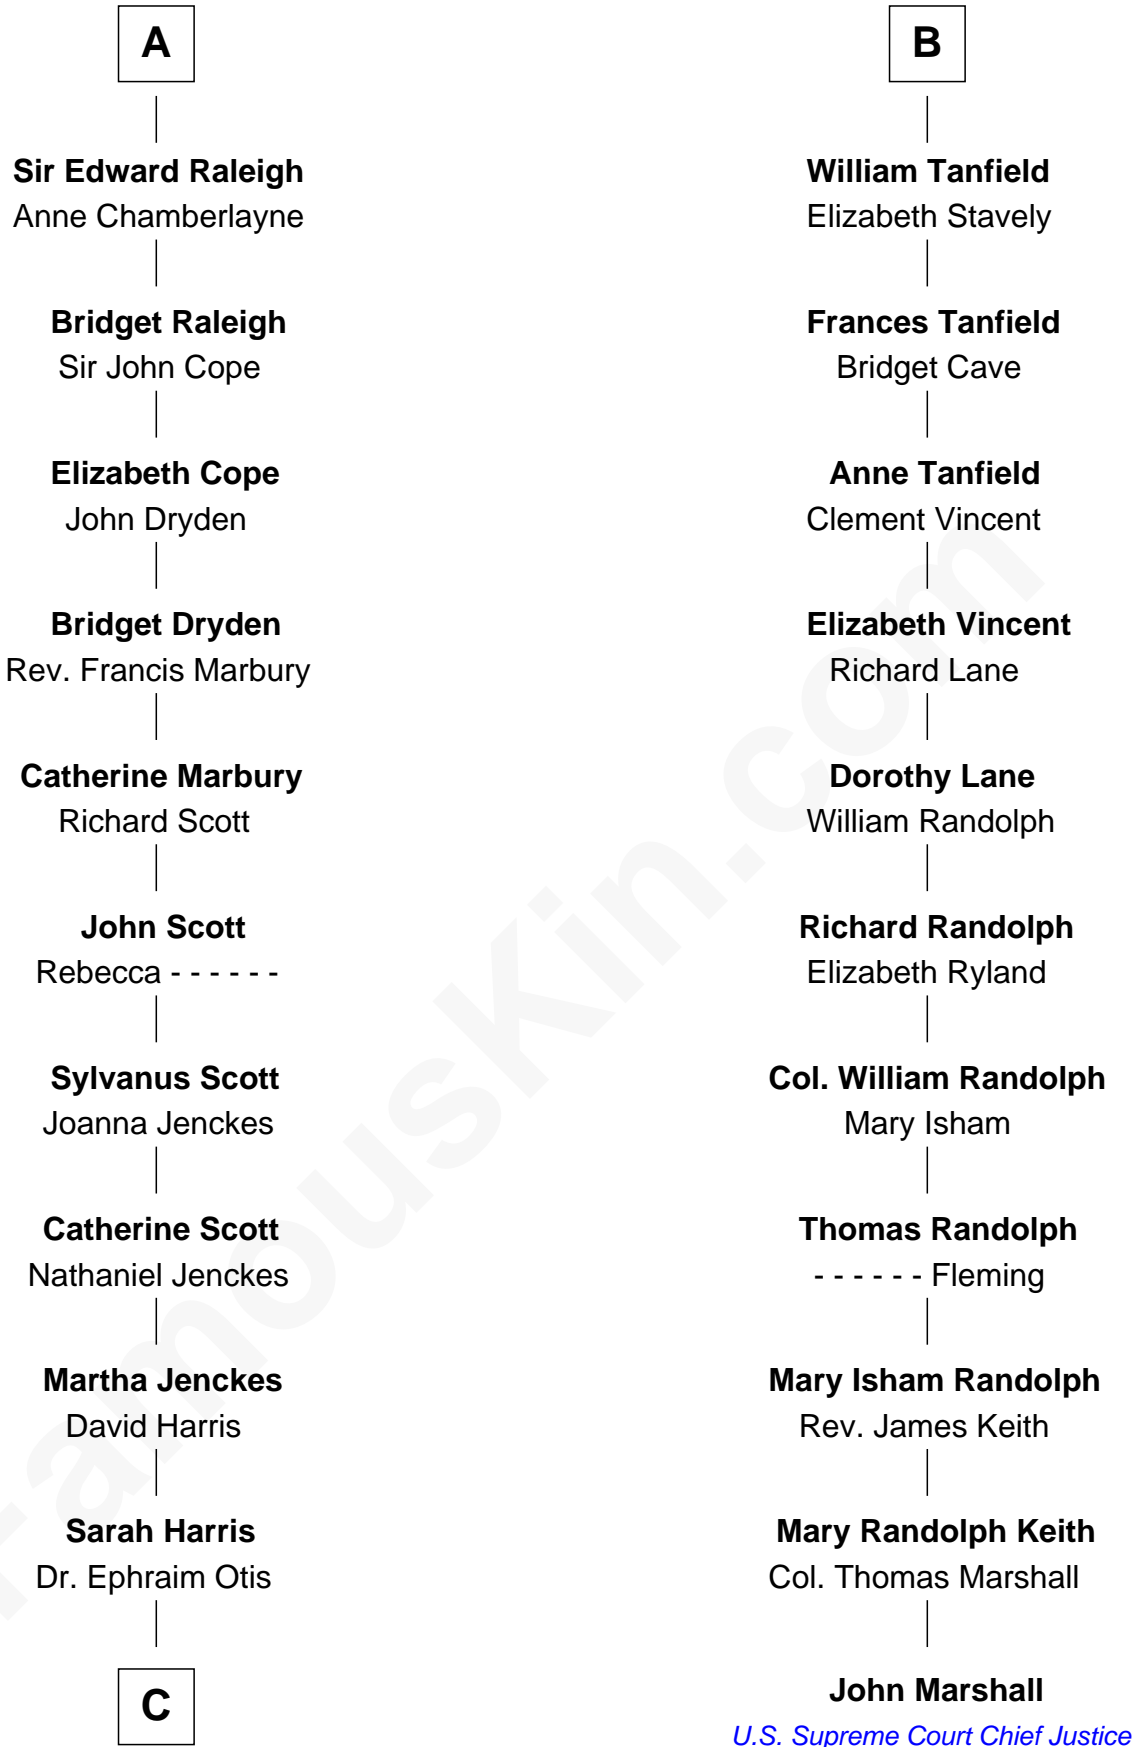 A
Sir Edward Raleigh
Anne Chamberlayne
Bridget Raleigh
Sir John Cope
Elizabeth Cope
John Dryden
Bridget Dryden
Rev. Francis Marbury
Catherine Marbury
Richard Scott
John Scott
Rebecca - - - - - -
Sylvanus Scott
Joanna Jenckes
Catherine Scott
Nathaniel Jenckes
Martha Jenckes
David Harris
Sarah Harris
Dr. Ephraim Otis
C
B
William Tanfield
Elizabeth Stavely
Frances Tanfield
Bridget Cave
Anne Tanfield
Clement Vincent
Elizabeth Vincent
Richard Lane
Dorothy Lane
William Randolph
Richard Randolph
Elizabeth Ryland
Col. William Randolph
Mary Isham
Thomas Randolph
- - - - - - Fleming
Mary Isham Randolph
Rev. James Keith
Mary Randolph Keith
Col. Thomas Marshall
John Marshall
U.S. Supreme Court Chief Justice
FamousKin.com